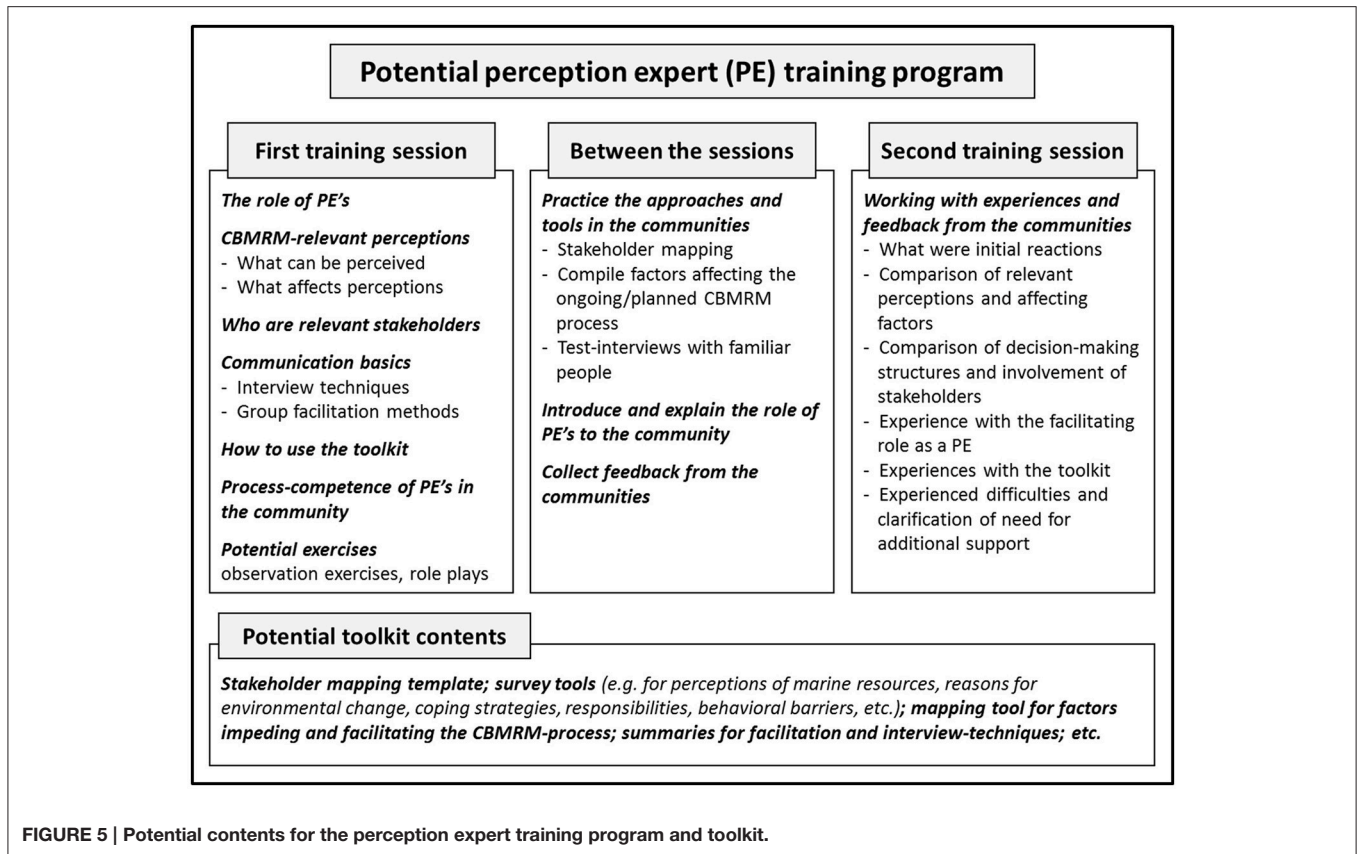 Potential perception expert (PE) training program
First training session
The role of PE's
CBMRM-relevant perceptions
- What can be perceived
- What affects perceptions
Who are relevant stakeholders
Communication basics
- Interview techniques
- Group facilitation methods
How to use the toolkit
Process-competence of PE's in
the community
Potential exercises
observation exercises, role plays
Between the sessions
Practice the approaches and
tools in the communities
- Stakeholder mapping
- Compile factors affecting the
ongoing/planned CBMRM
process
- Test-interviews with familiar
people
Introduce and explain the role of
PE's to the community
Collect feedback from the
communities
Second training session
Working with experiences and
feedback from the communities
- What were initial reactions
- Comparison of relevant
perceptions and affecting
factors
- Comparison of decision-making
structures and involvement of
stakeholders
- Experience with the facilitating
role as a PE
- Experiences with the toolkit
- Experienced difficulties and
clarification of need for
additional support
Potential toolkit contents
Stakeholder mapping template; survey tools (e.g. for perceptions of marine resources, reasons for
environmental change, coping strategies, responsibilities, behavioral barriers, etc.); mapping tool for factors
impeding and facilitating the CBMRM-process; summaries for facilitation and interview-techniques; etc.
FIGURE 5 | Potential contents for the perception expert training program and toolkit.